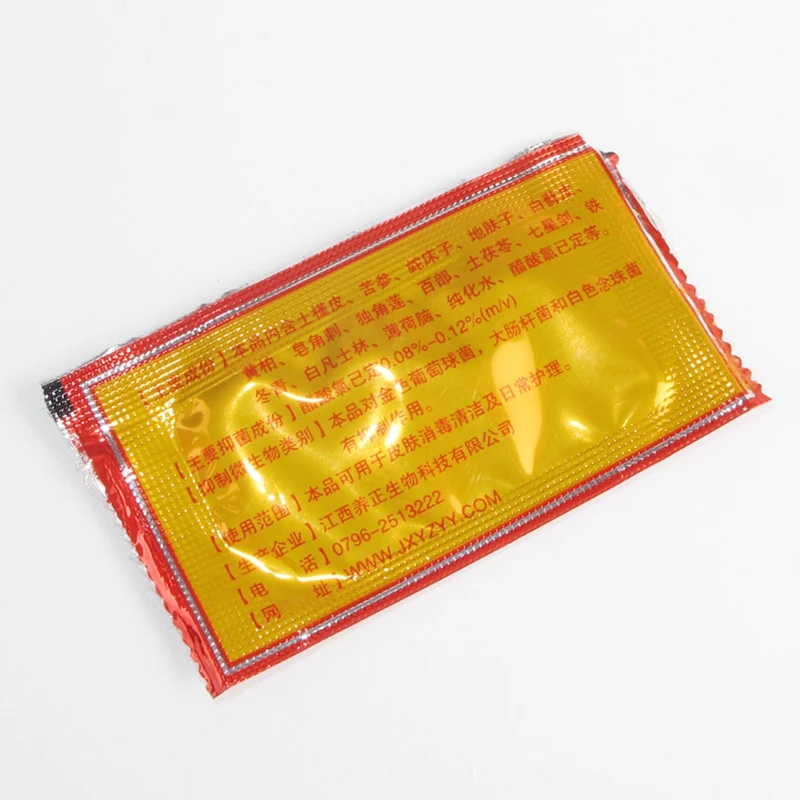 【主要成份】本品内含土槿皮、苦参、蛇床子、地肤子、白藓皮、
黄柏、皂角刺、独角莲、百部、土茯苓、七星剑、铁
冬青、白凡士林、薄荷脑、纯化水、醋酸氯已定等。
【主要抑菌成份】醋酸氯已定0.08%-0.12%(m/v)
【抑制微生物类别】本品对金色葡萄球菌，大肠杆菌和白色念珠菌
有抑制作用。
【使用范围】本品可用于皮肤消毒清洁及日常护理。
【生产企业】江西养正生物科技有限公司
【电 话】0796-2513222
【网 址】WWW.JXYZYY.COM